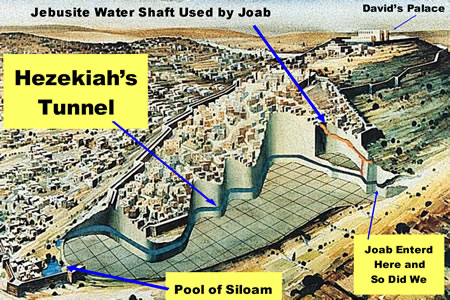 Jebusite Water Shaft Used by Joab
David's Palace
Hezekiah's
Tunnel
Joab Enterd
Here and
So Did We
Pool of Siloam